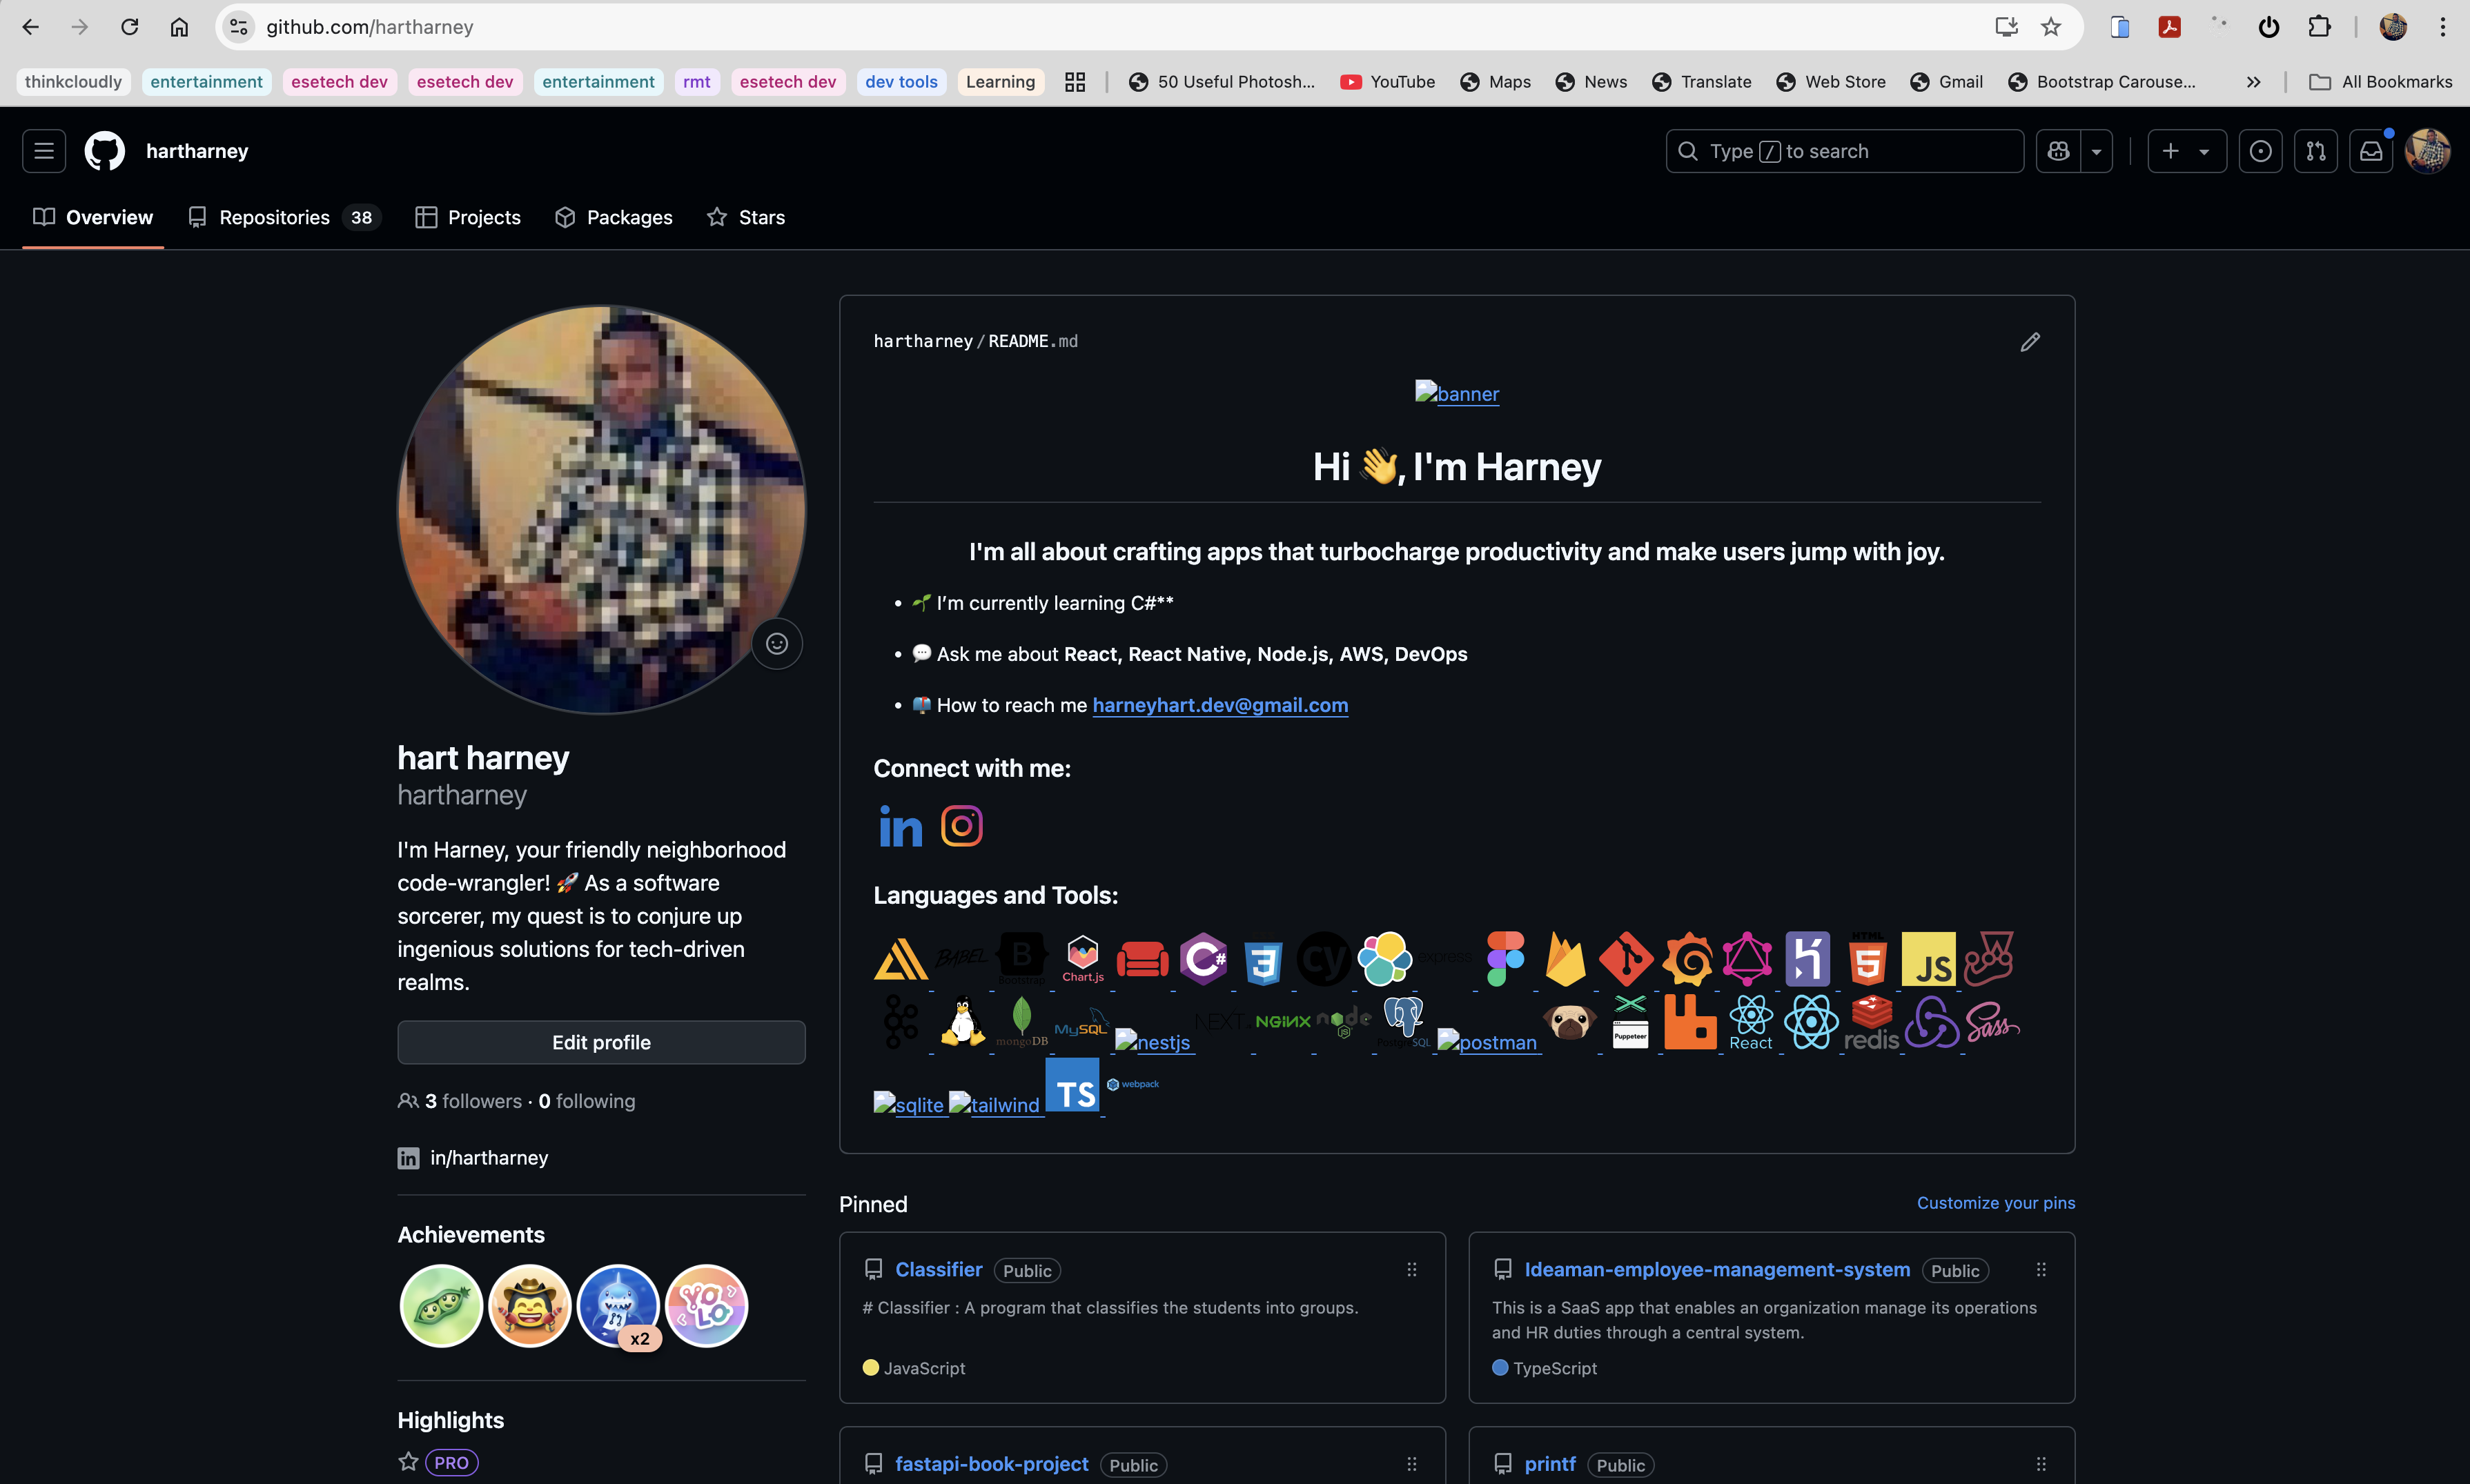 github.com/hartharney
thinkcloudly entertainment esetech dev esetech dev entertainment rmt esetech dev dev tools Learning 50 Useful Photosh... YouTube Maps News Translate Web Store Gmail Bootstrap Carouse... All Bookmarks
hartharney Type / to search
Overview Repositories 38 Projects Packages Stars
hartharney/README.md
banner
Hi 👋, I'm Harney
I'm all about crafting apps that turbocharge productivity and make users jump with joy.
• 🌱 I’m currently learning C#**
• 💬 Ask me about React, React Native, Node.js, AWS, DevOps
• 📫 How to reach me harneyhart.dev@gmail.com
Connect with me:
in
Languages and Tools:
BABEL B Bootstrap Chart.js C# 3 cy express HTML 5 JS
mongoDB MySQL nestjs NEXT NGINX node JS PostgreSQL postman Puppeteer React redis Sass
sqlite tailwind TS webpack
hart harney
hartharney
I'm Harney, your friendly neighborhood
code-wrangler! 🚀 As a software
sorcerer, my quest is to conjure up
ingenious solutions for tech-driven
realms.
Edit profile
3 followers · 0 following
in in/hartharney
Achievements
x2 YOLO
Highlights
PRO
Pinned Customize your pins
Classifier Public
# Classifier : A program that classifies the students into groups.
JavaScript
Ideaman-employee-management-system Public
This is a SaaS app that enables an organization manage its operations
and HR duties through a central system.
TypeScript
fastapi-book-project Public
printf Public